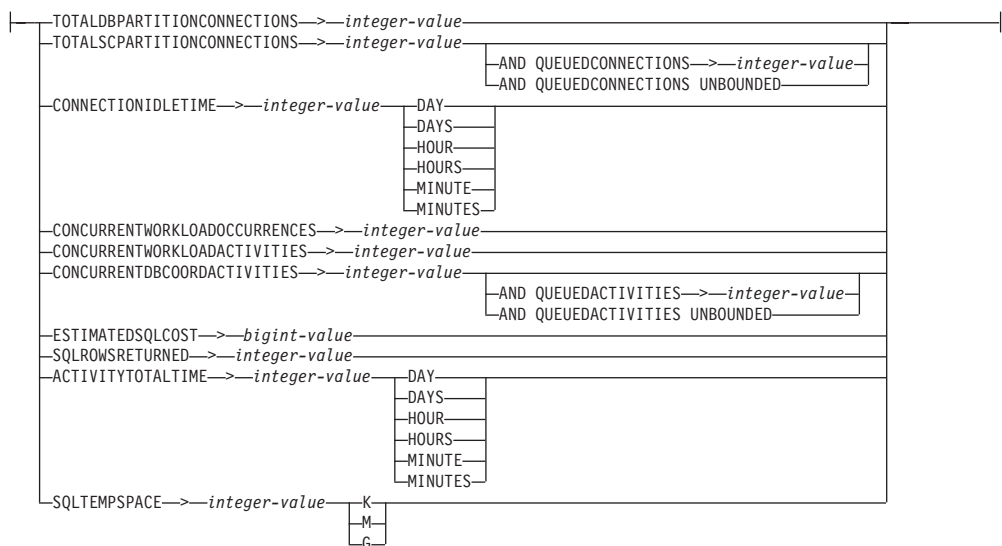 TOTALDBPARTITIONCONNECTIONS > integer-value
TOTALSCPARTITIONCONNECTIONS > integer-value
AND QUEUEDCONNECTIONS > integer-value
AND QUEUEDCONNECTIONS UNBOUNDED
CONNECTIONIDLETIME > integer-value DAY
DAYS
HOUR
HOURS
MINUTE
MINUTES
CONCURRENTWORKLOADOCCURRENCES > integer-value
CONCURRENTWORKLOADACTIVITIES > integer-value
CONCURRENTDBCOORDACTIVITIES > integer-value
AND QUEUEDACTIVITIES > integer-value
AND QUEUEDACTIVITIES UNBOUNDED
ESTIMATEDSQLCOST > bigint-value
SQLROWSRETURNED > integer-value
ACTIVITYTOTALTIME > integer-value DAY
DAYS
HOUR
HOURS
MINUTE
MINUTES
SQLTEMPSPACE > integer-value K
M
G